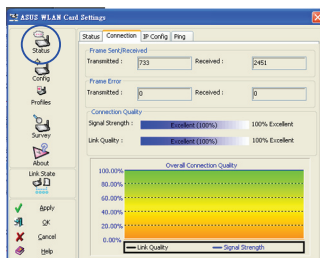 ASUS WLAN Card Settings
Status Connection IP Config Ping
Status
Config
Profiles
Survey
About
Link State
Apply
OK
Cancel
Help
Frame Sent/Received
Transmitted : 733 Received : 2451
Frame Error
Transmitted : 0 Received : 0
Connection Quality
Signal Strength : Excellent (100%) 100% Excellent
Link Quality : Excellent (100%) 100% Excellent
Overall Connection Quality
100.00%
80.00%
60.00%
40.00%
20.00%
0.00%
Link Quality Signal Strength